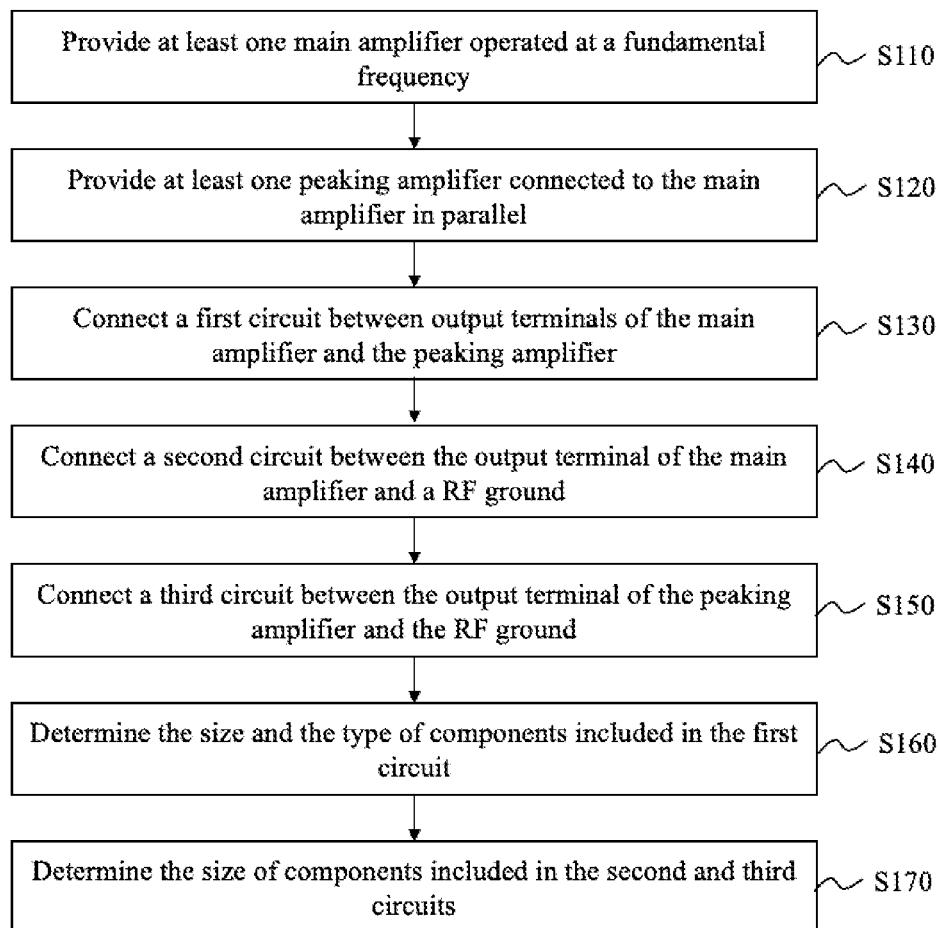 Provide at least one main amplifier operated at a fundamental
frequency
S110
Provide at least one peaking amplifier connected to the main
amplifier in parallel
S120
Connect a first circuit between output terminals of the main
amplifier and the peaking amplifier
S130
Connect a second circuit between the output terminal of the main
amplifier and a RF ground
S140
Connect a third circuit between the output terminal of the peaking
amplifier and the RF ground
S150
Determine the size and the type of components included in the first
circuit
S160
Determine the size of components included in the second and third
circuits
S170